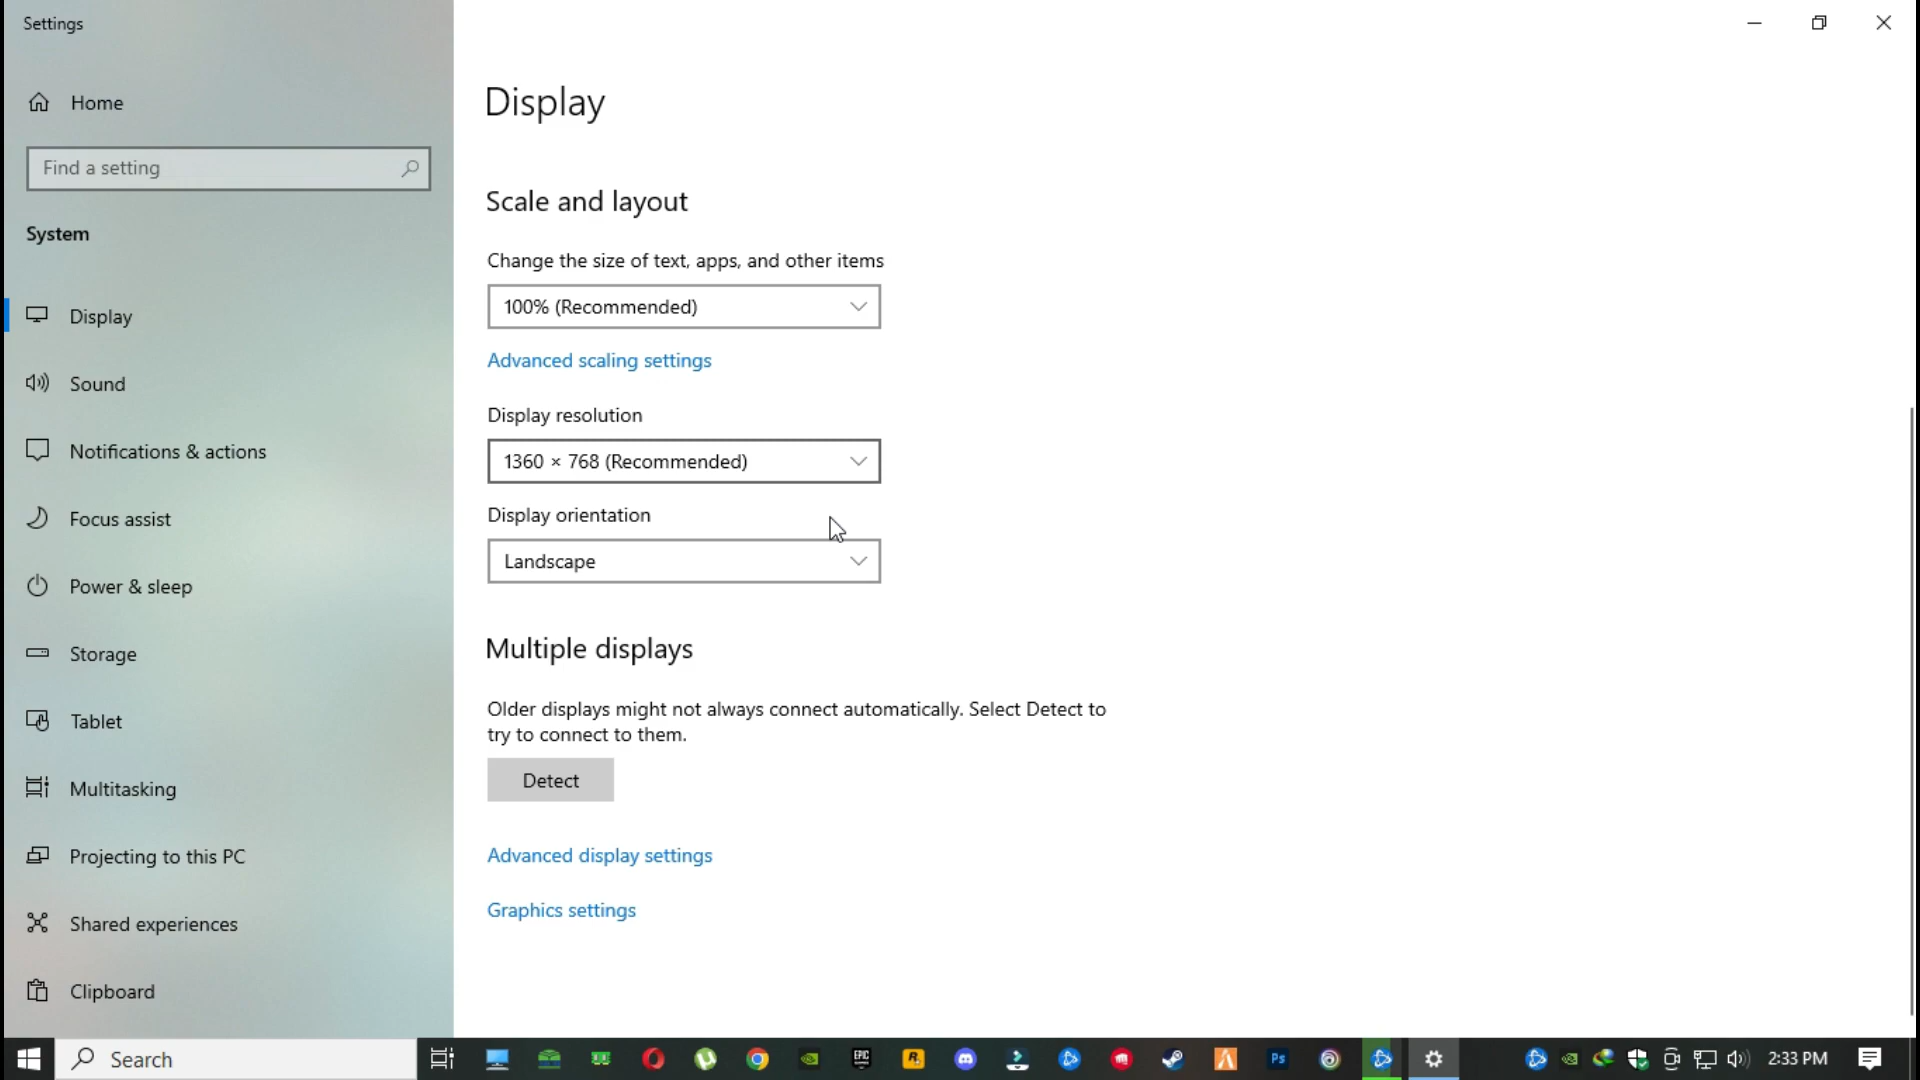 Settings
Home
Find a setting
System
Display
Sound
Notifications & actions
Focus assist
Power & sleep
Storage
Tablet
Multitasking
Projecting to this PC
Shared experiences
Clipboard
Display
Scale and layout
Change the size of text, apps, and other items
100% (Recommended)
Advanced scaling settings
Display resolution
1360 × 768 (Recommended)
Display orientation
Landscape
Multiple displays
Older displays might not always connect automatically. Select Detect to
try to connect to them.
Detect
Advanced display settings
Graphics settings
Search
EPIC
R
Ps
2:33 PM